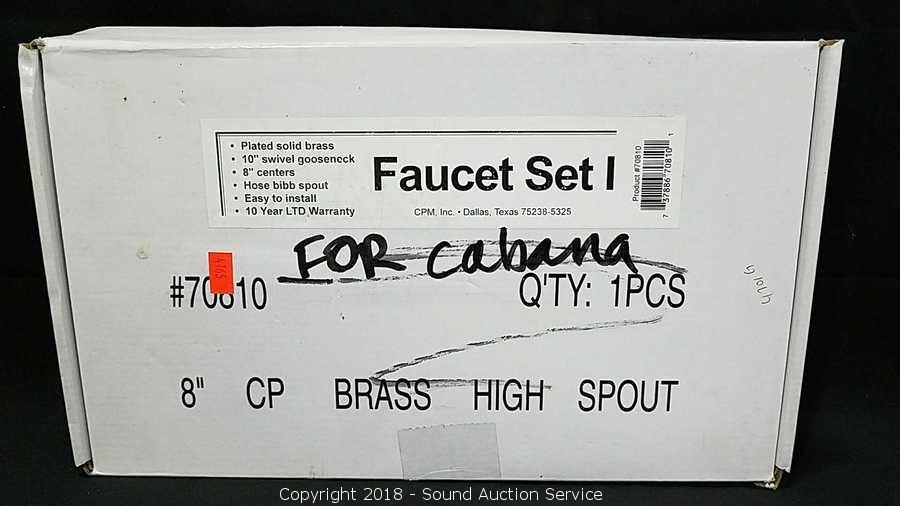 • Plated solid brass
• 10" swivel gooseneck
• 8" centers
• Hose bibb spout
• Easy to install
• 10 Year LTD Warranty
Faucet Set I
CPM, Inc. • Dallas, Texas 75238-5325
Product #70810
7 37886 70810 1
FOR cabana
4765
#70810
Q'TY: 1PCS
8" CP BRASS HIGH SPOUT
Copyright 2018 - Sound Auction Service